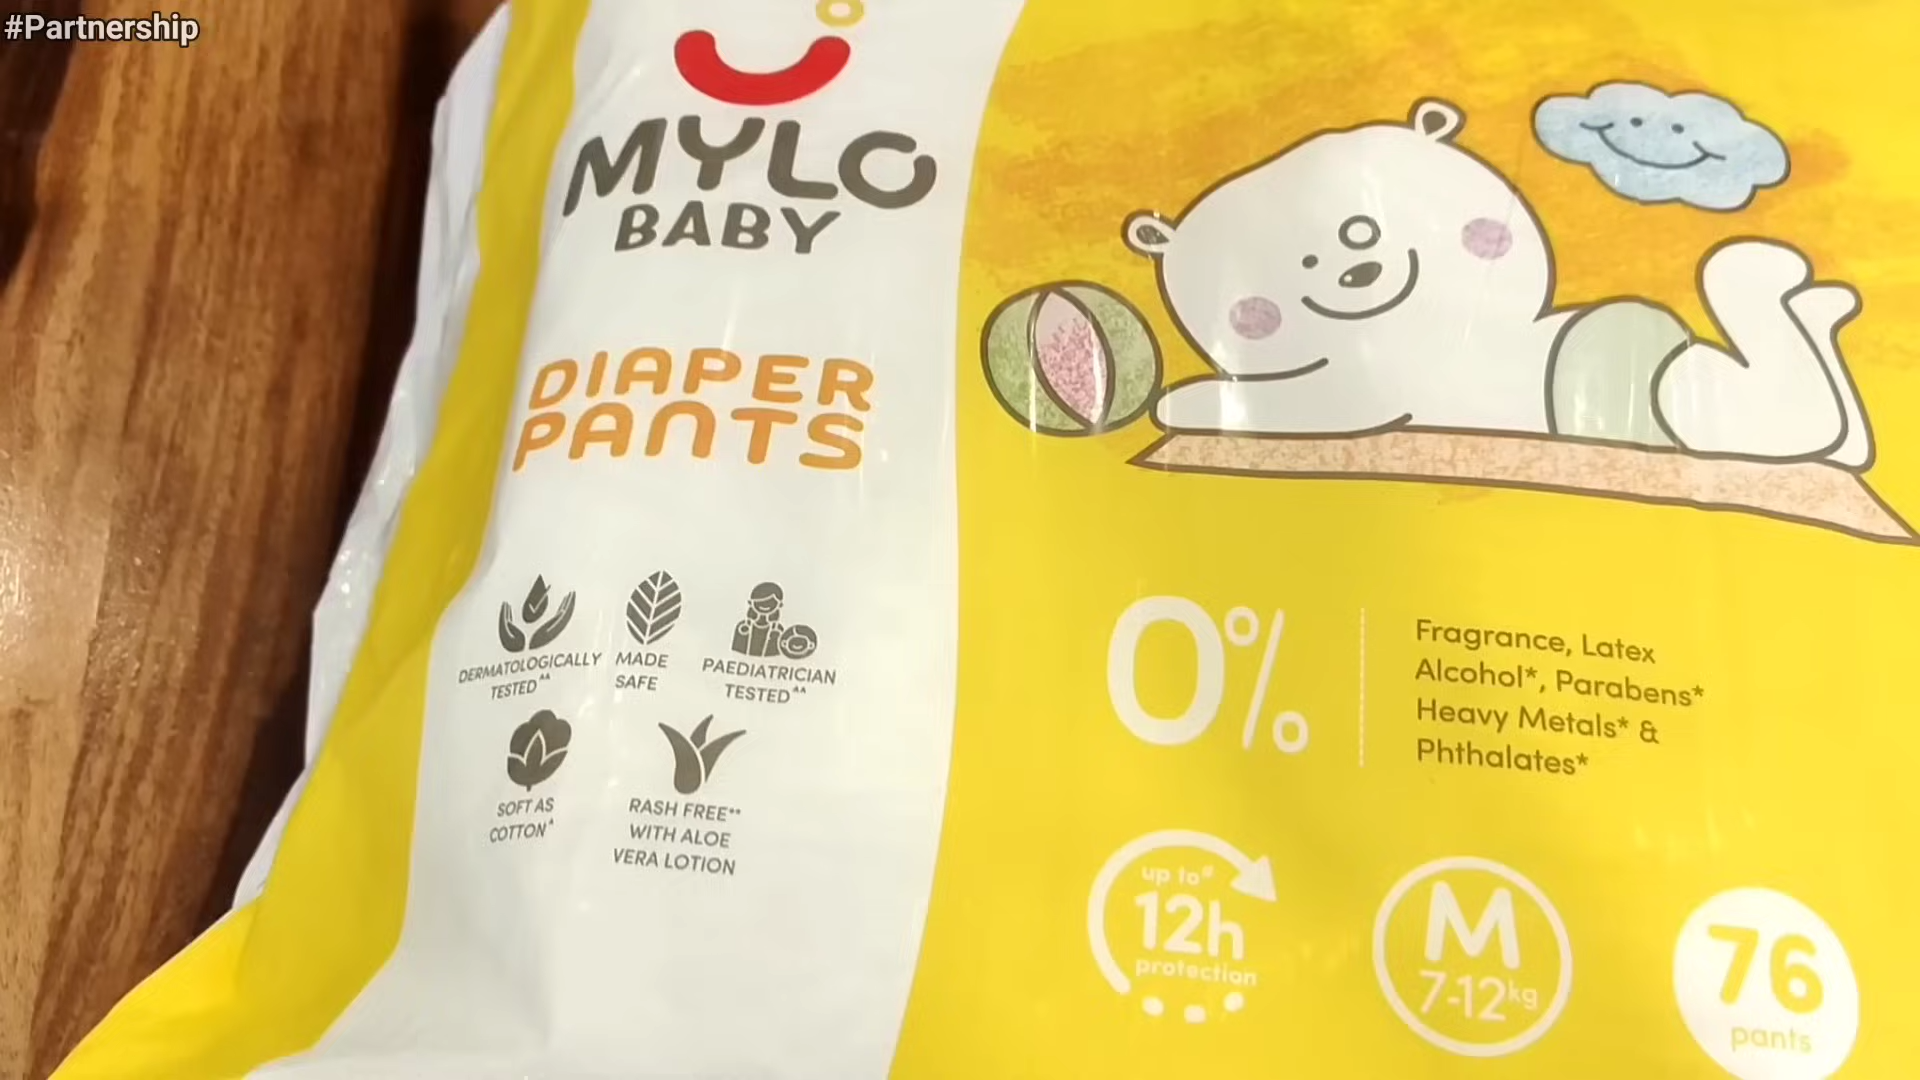 #Partnership
MYLO
BABY
DIAPER
PANTS
DERMATOLOGICALLY
TESTED^^
MADE
SAFE
PAEDIATRICIAN
TESTED^^
SOFT AS
COTTON^
RASH FREE**
WITH ALOE
VERA LOTION
0%
Fragrance, Latex
Alcohol*, Parabens*
Heavy Metals* &
Phthalates*
up to#
12h
protection
M
7-12kg
76
pants